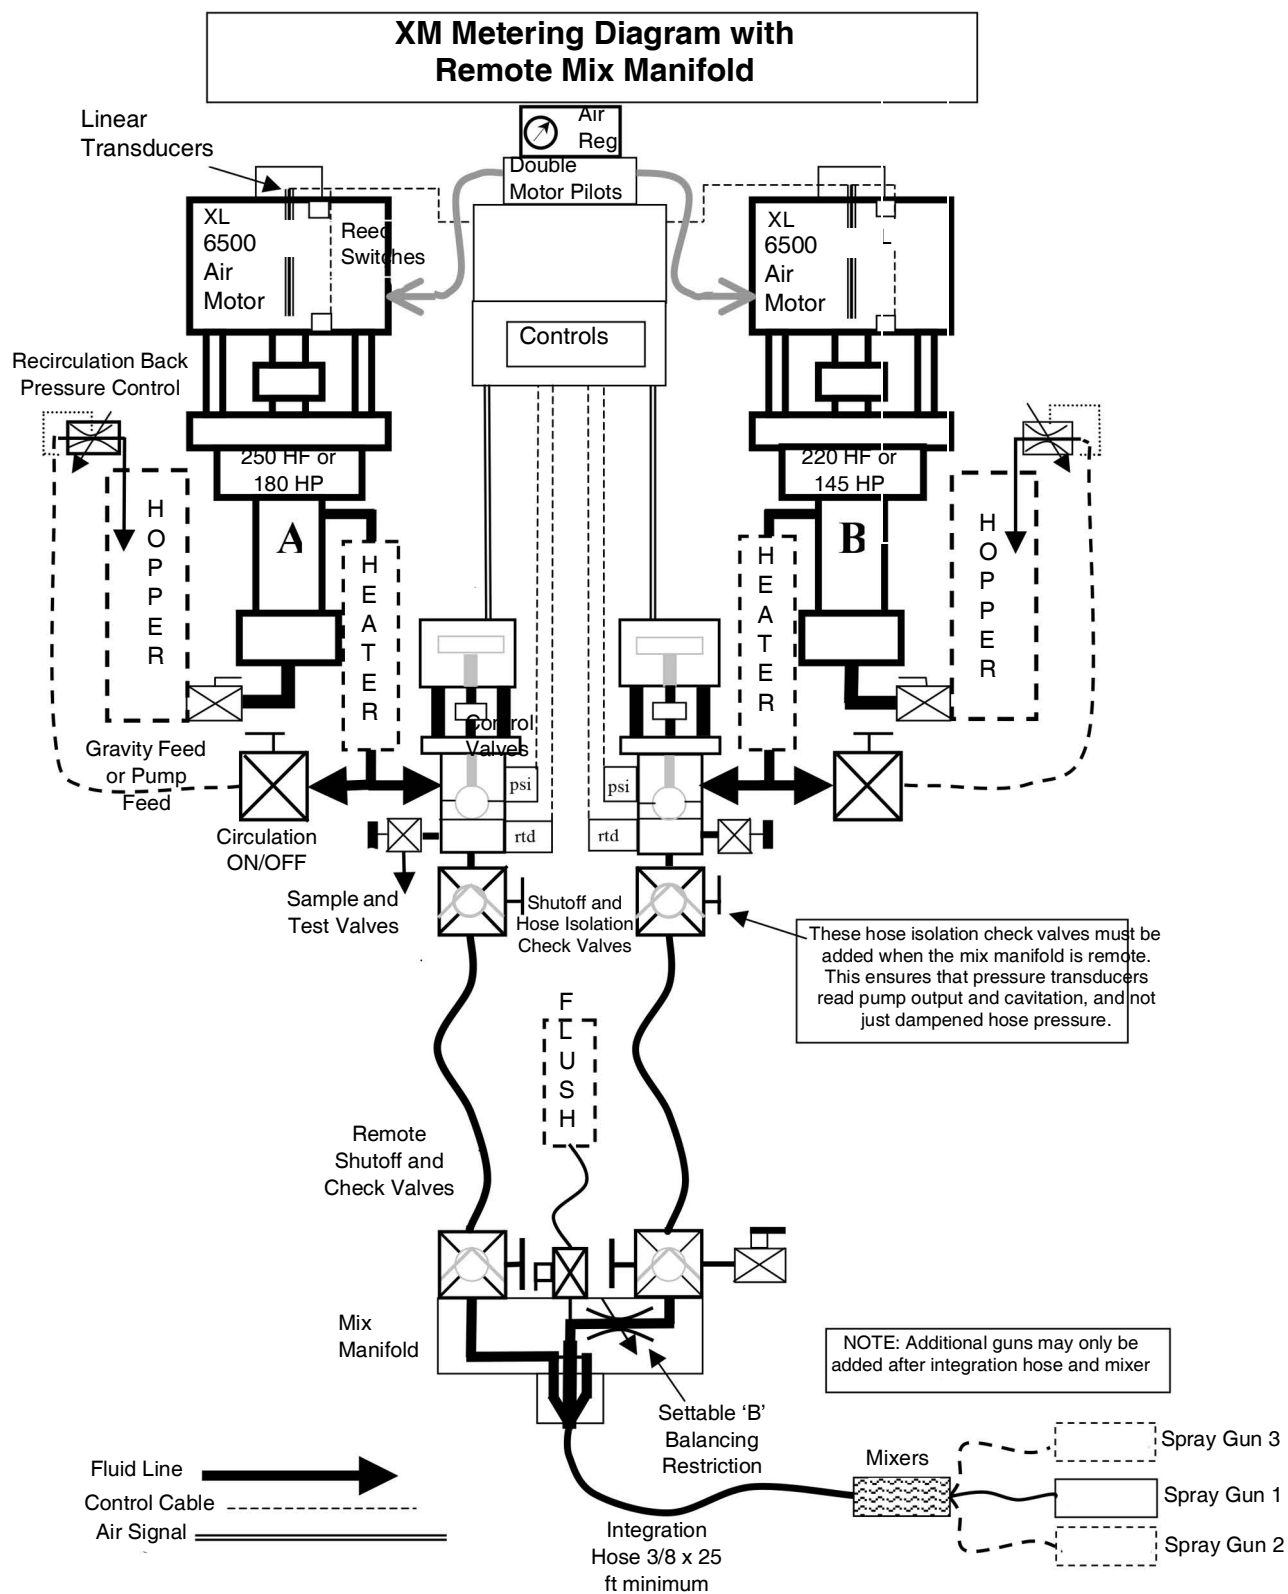 XM Metering Diagram with
Remote Mix Manifold
Air
Reg
Linear
Transducers
Double
Motor Pilots
XL
6500
Air
Motor
Reed
Switches
XL
6500
Air
Motor
Controls
Recirculation Back
Pressure Control
250 HF or
180 HP
220 HF or
145 HP
HOPPER
A
HEATER
HEATER
B
HOPPER
Control
Valves
Gravity Feed
or Pump
Feed
psi
psi
rtd
rtd
Circulation
ON/OFF
Sample and
Test Valves
Shutoff and
Hose Isolation
Check Valves
These hose isolation check valves must be
added when the mix manifold is remote.
This ensures that pressure transducers
read pump output and cavitation, and not
just dampened hose pressure.
FLUSH
Remote
Shutoff and
Check Valves
Mix
Manifold
NOTE: Additional guns may only be
added after integration hose and mixer
Settable ‘B’
Balancing
Restriction
Mixers
Spray Gun 3
Spray Gun 1
Spray Gun 2
Fluid Line
Control Cable
Air Signal
Integration
Hose 3/8 x 25
ft minimum